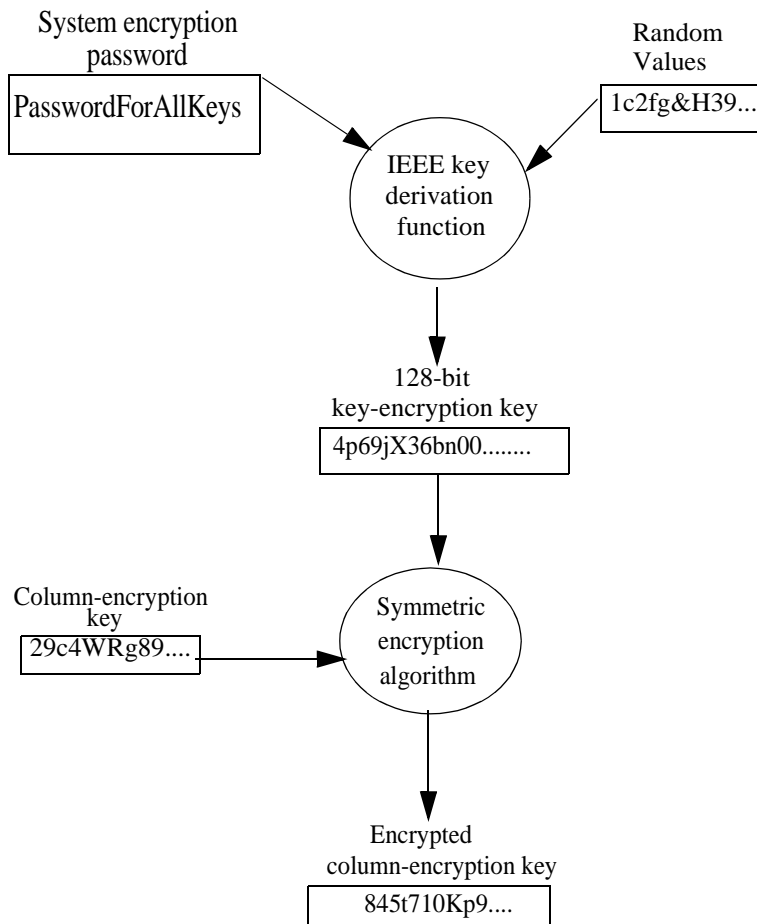 System encryption
password
PasswordForAllKeys
Random
Values
1c2fg&H39...
IEEE key
derivation
function
128-bit
key-encryption key
4p69jX36bn00........
Column-encryption
key
29c4WRg89....
Symmetric
encryption
algorithm
Encrypted
column-encryption key
845t710Kp9....